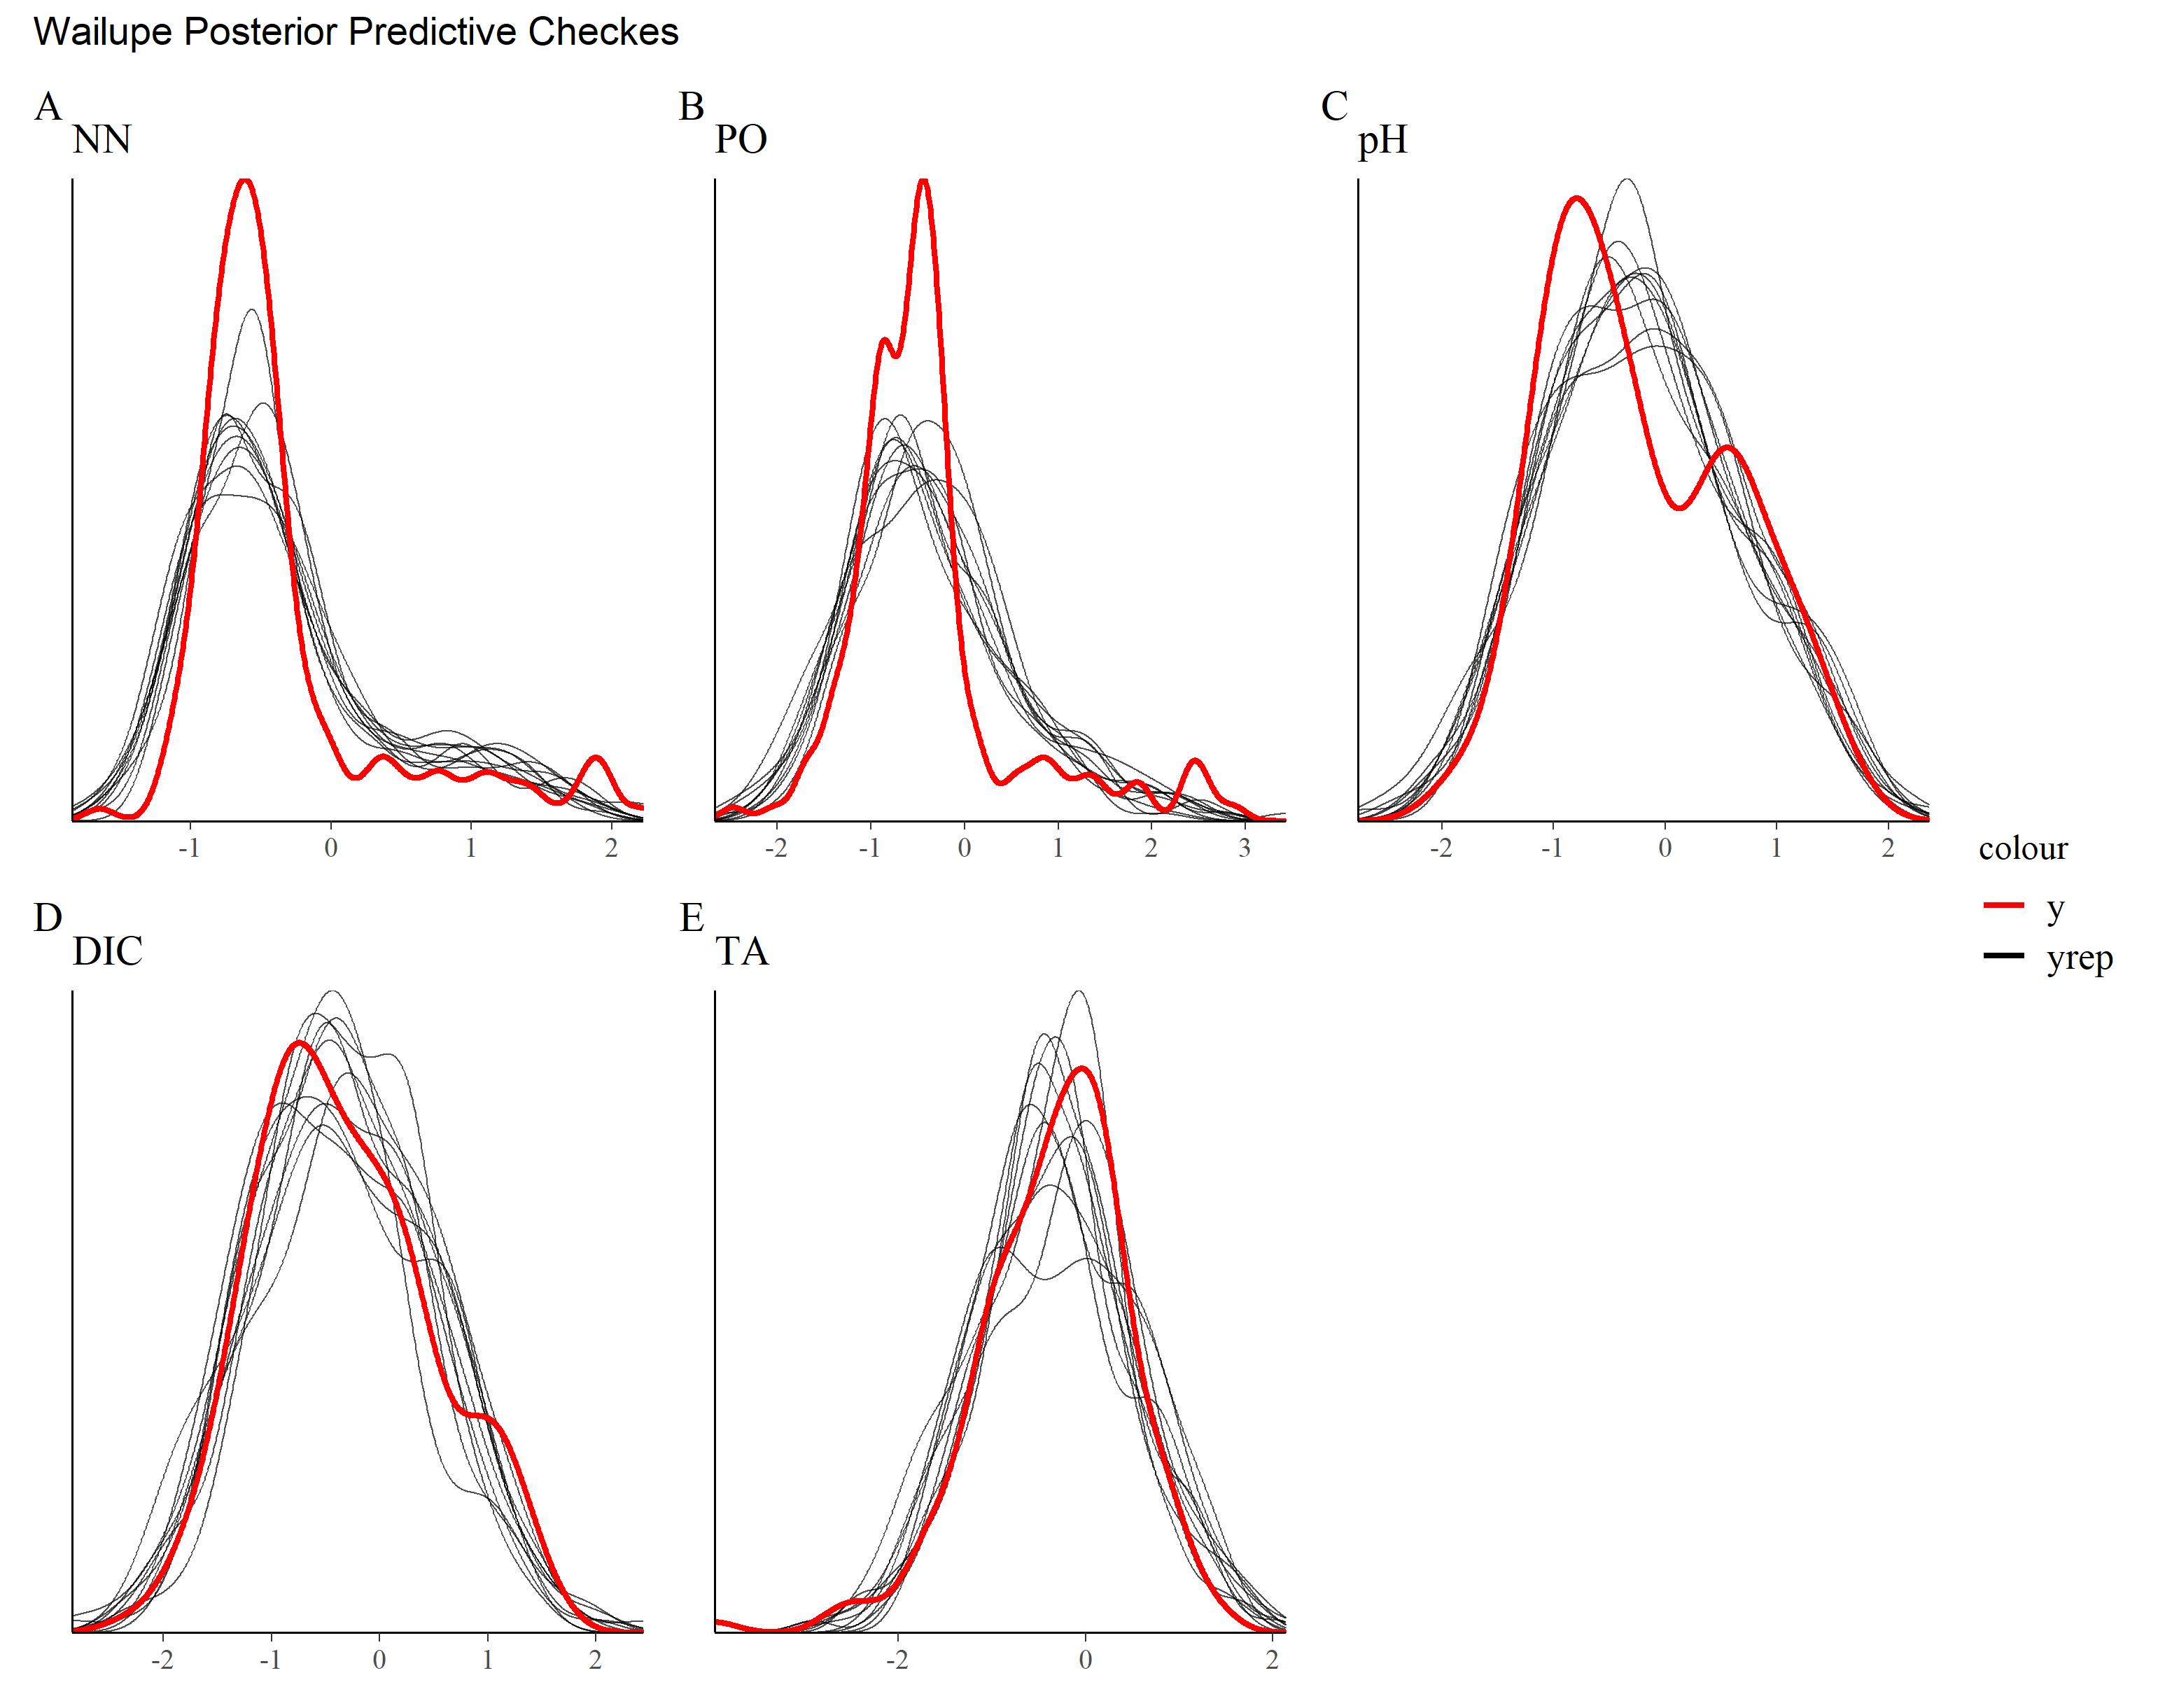 Wailupe Posterior Predictive Checkes
A
NN
-1 0 1 2
B
PO
-2 -1 0 1 2 3
C
pH
-2 -1 0 1 2
D
DIC
-2 -1 0 1 2
E
TA
-2 0 2
colour
y
yrep